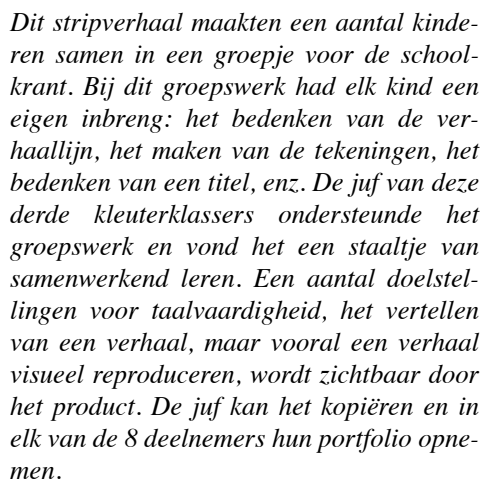 Dit stripverhaal maakten een aantal kinde-
ren samen in een groepje voor de school-
krant. Bij dit groepswerk had elk kind een
eigen inbreng: het bedenken van de ver-
haallijn, het maken van de tekeningen, het
bedenken van een titel, enz. De juf van deze
derde kleuterklassers ondersteunde het
groepswerk en vond het een staaltje van
samenwerkend leren. Een aantal doelstel-
lingen voor taalvaardigheid, het vertellen
van een verhaal, maar vooral een verhaal
visueel reproduceren, wordt zichtbaar door
het product. De juf kan het kopiëren en in
elk van de 8 deelnemers hun portfolio opne-
men.